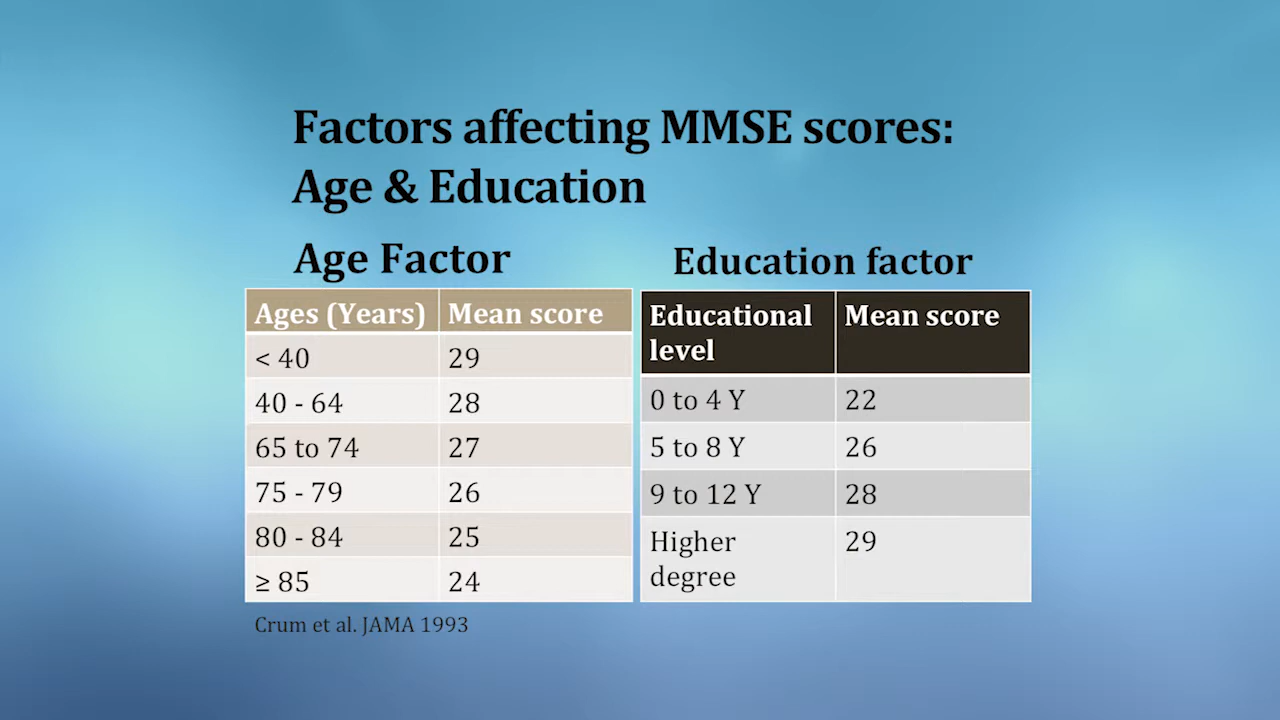 Factors affecting MMSE scores:
Age & Education
Age Factor
Ages (Years) Mean score
< 40 29
40 - 64 28
65 to 74 27
75 - 79 26
80 - 84 25
≥ 85 24
Crum et al. JAMA 1993
Education factor
Educational
level
Mean score
0 to 4 Y 22
5 to 8 Y 26
9 to 12 Y 28
Higher
degree
29